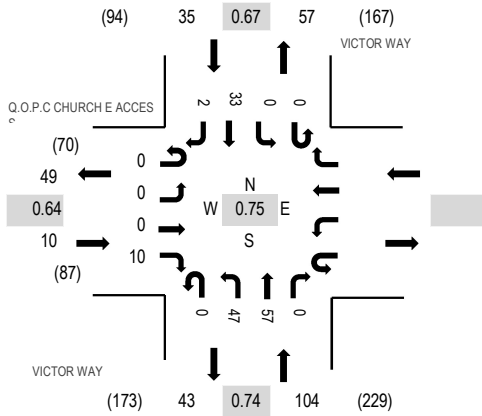 (94) 35 0.67 57 (167)
VICTOR WAY
2 33 0 0
Q.O.P.C CHURCH E ACCES
(70)
49
0.64
10
(87)
0
0
0
10
N
W 0.75 E
S
0 47 57 0
VICTOR WAY
(173) 43 0.74 104 (229)